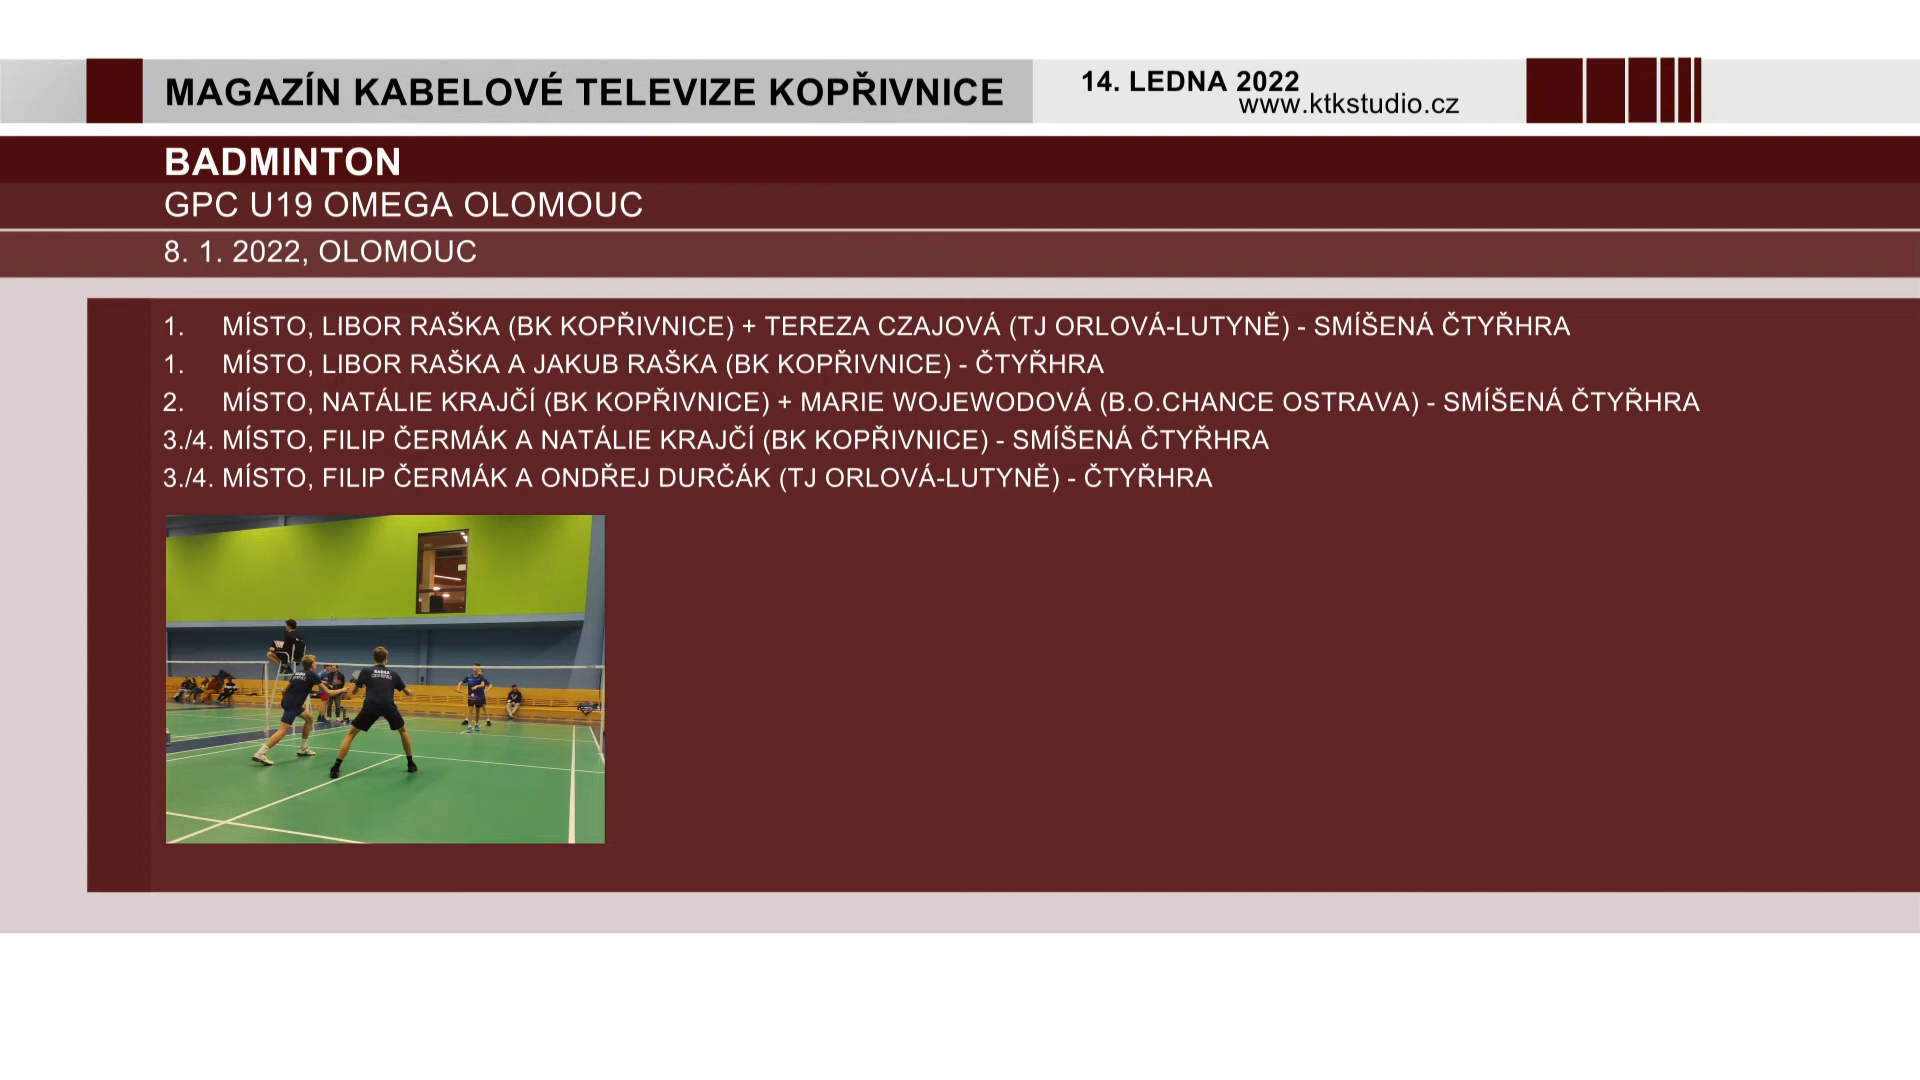 MAGAZÍN KABELOVÉ TELEVIZE KOPŘIVNICE
14. LEDNA 2022
www.ktkstudio.cz
BADMINTON
GPC U19 OMEGA OLOMOUC
8. 1. 2022, OLOMOUC
1. MÍSTO, LIBOR RAŠKA (BK KOPŘIVNICE) + TEREZA CZAJOVÁ (TJ ORLOVÁ-LUTYNĚ) - SMÍŠENÁ ČTYŘHRA
1. MÍSTO, LIBOR RAŠKA A JAKUB RAŠKA (BK KOPŘIVNICE) - ČTYŘHRA
2. MÍSTO, NATÁLIE KRAJČÍ (BK KOPŘIVNICE) + MARIE WOJEWODOVÁ (B.O.CHANCE OSTRAVA) - SMÍŠENÁ ČTYŘHRA
3./4. MÍSTO, FILIP ČERMÁK A NATÁLIE KRAJČÍ (BK KOPŘIVNICE) - SMÍŠENÁ ČTYŘHRA
3./4. MÍSTO, FILIP ČERMÁK A ONDŘEJ DURČÁK (TJ ORLOVÁ-LUTYNĚ) - ČTYŘHRA
RAŠKA